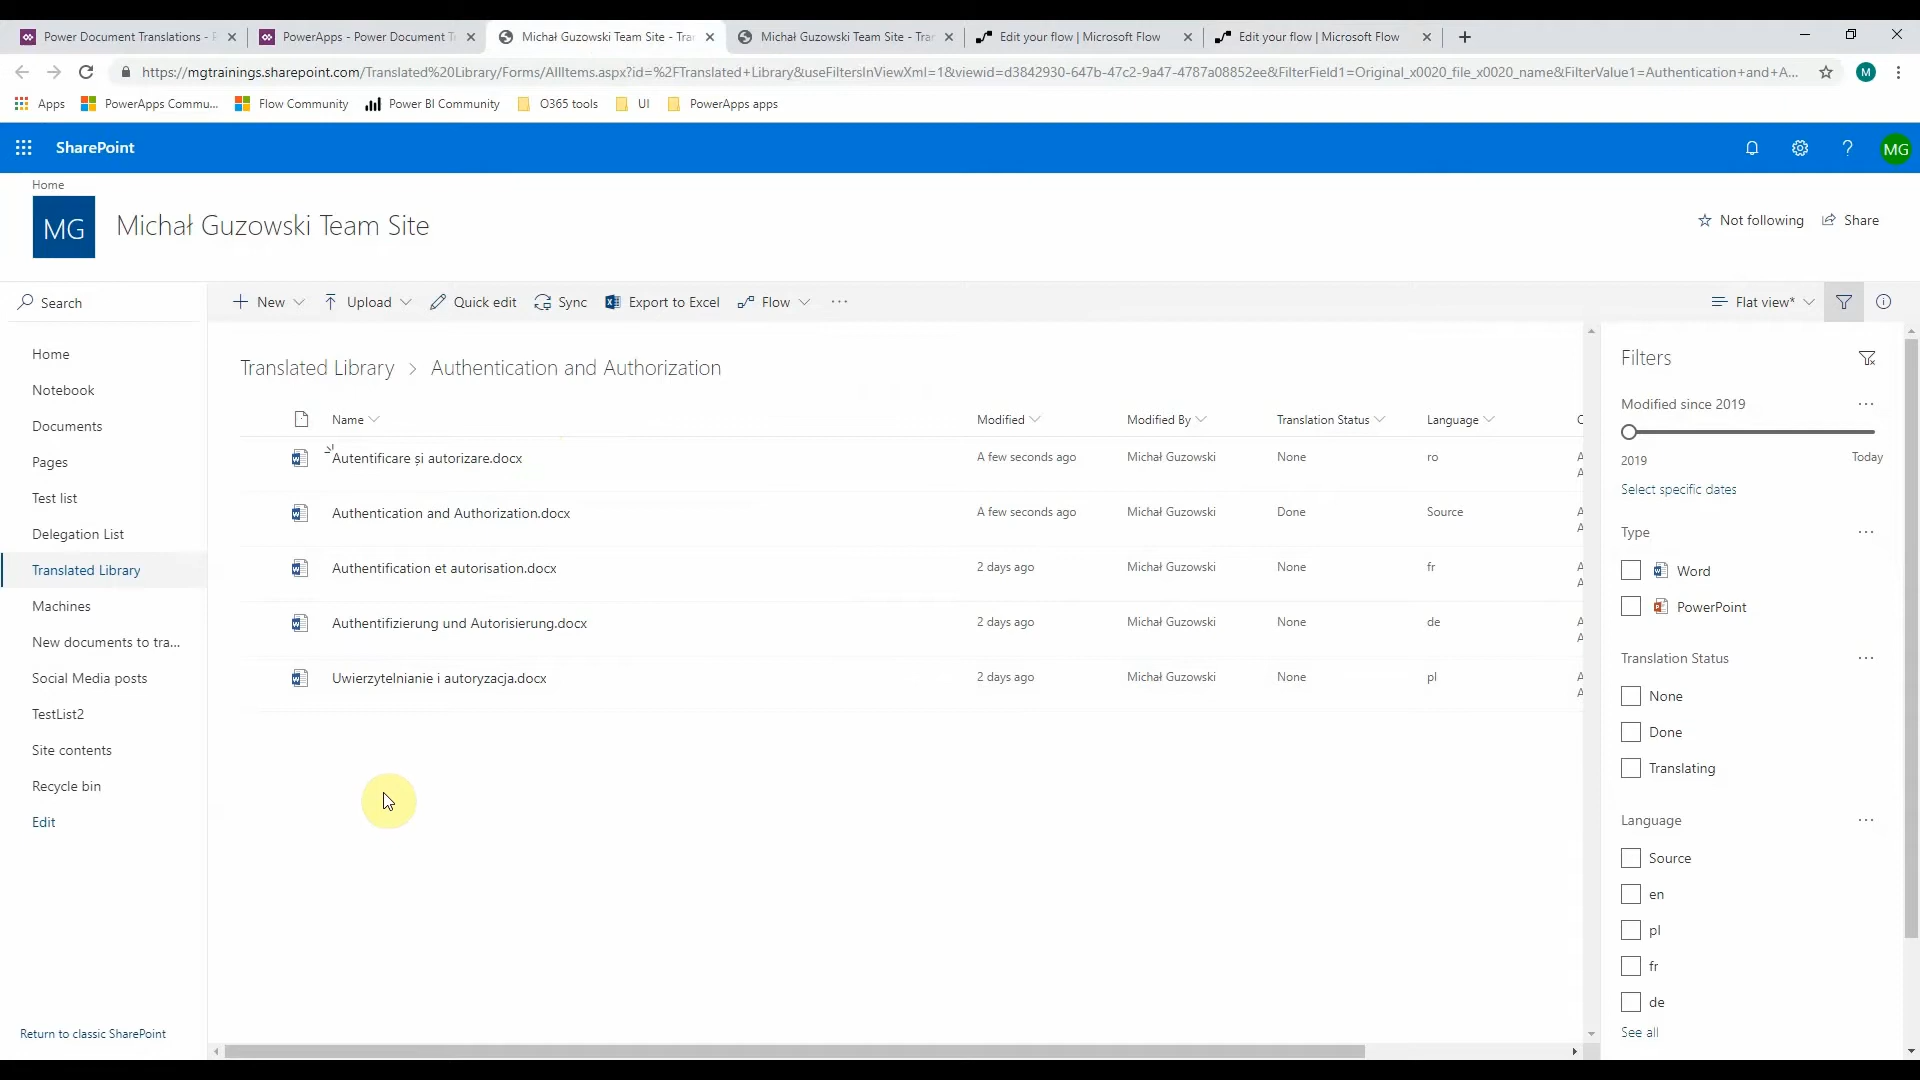 Power Document Translations - P
PowerApps - Power Document T
Michał Guzowski Team Site - Tra
Michał Guzowski Team Site - Tra
Edit your flow | Microsoft Flow
Edit your flow | Microsoft Flow
https://mgtrainings.sharepoint.com/Translated%20Library/Forms/AllItems.aspx?id=%2FTranslated+Library&useFiltersInViewXml=1&viewid=d3842930-647b-47c2-9a47-4787a08852ee&FilterField1=Original_x0020_file_x0020_name&FilterValue1=Authentication+and+A...
M
Apps
PowerApps Commu...
Flow Community
Power BI Community
O365 tools
UI
PowerApps apps
SharePoint
MG
Home
MG
Michał Guzowski Team Site
Not following
Share
Search
New
Upload
Quick edit
Sync
Export to Excel
Flow
Flat view*
Home
Notebook
Documents
Pages
Test list
Delegation List
Translated Library
Machines
New documents to tra...
Social Media posts
TestList2
Site contents
Recycle bin
Edit
Return to classic SharePoint
Translated Library > Authentication and Authorization
Name Modified Modified By Translation Status Language
Autentificare și autorizare.docx A few seconds ago Michał Guzowski None ro A
A
Authentication and Authorization.docx A few seconds ago Michał Guzowski Done Source A
A
Authentification et autorisation.docx 2 days ago Michał Guzowski None fr A
A
Authentifizierung und Autorisierung.docx 2 days ago Michał Guzowski None de A
A
Uwierzytelnianie i autoryzacja.docx 2 days ago Michał Guzowski None pl A
A
Filters
Modified since 2019
2019 Today
Select specific dates
Type
Word
PowerPoint
Translation Status
None
Done
Translating
Language
Source
en
pl
fr
de
See all